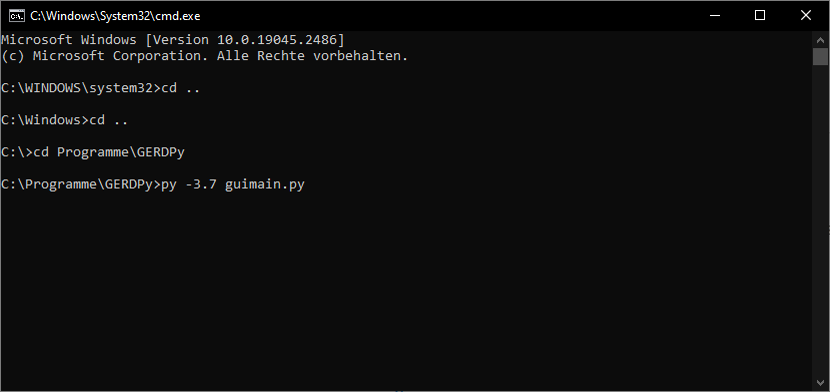 C:\Windows\System32\cmd.exe
Microsoft Windows [Version 10.0.19045.2486]
(c) Microsoft Corporation. Alle Rechte vorbehalten.
C:\WINDOWS\system32>cd ..
C:\Windows>cd ..
C:\>cd Programme\GERDPy
C:\Programme\GERDPy>py -3.7 guimain.py